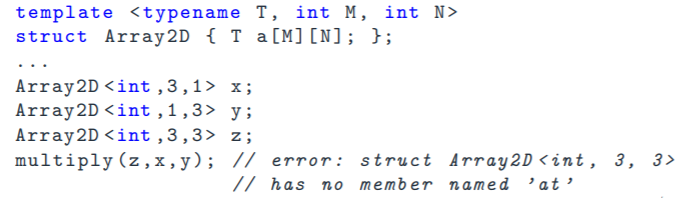 template <typename T, int M, int N>
struct Array2D { T a[M][N]; };
...
Array2D<int,3,1> x;
Array2D<int,1,3> y;
Array2D<int,3,3> z;
multiply(z,x,y); // error: struct Array2D<int, 3, 3>
// has no member named 'at'